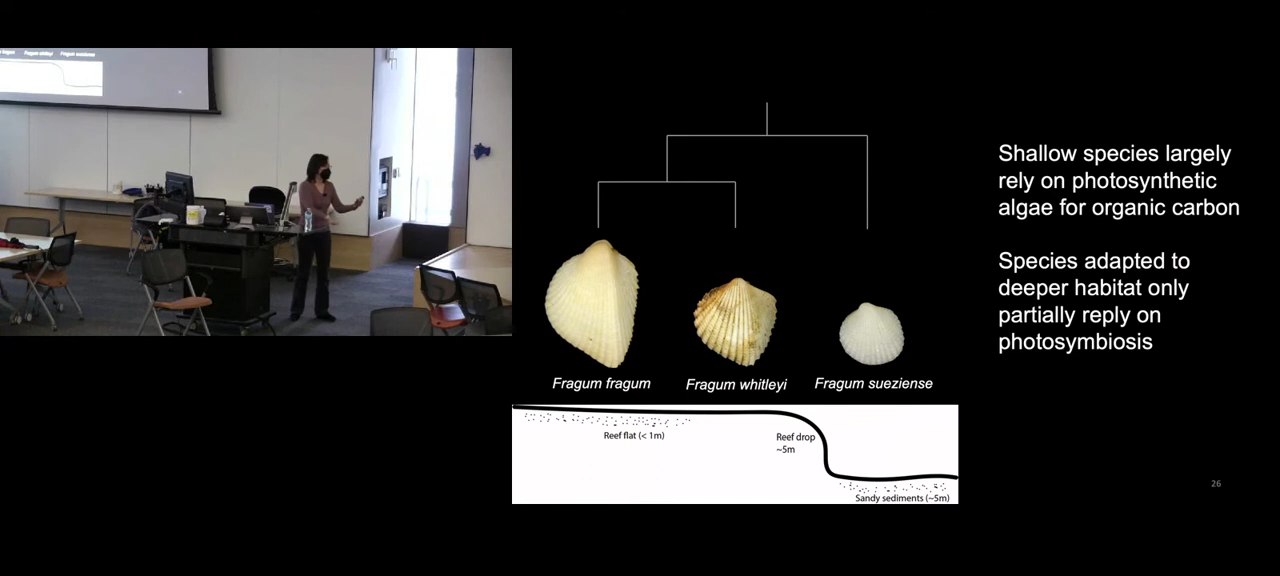 Shallow species largely
rely on photosynthetic
algae for organic carbon
Species adapted to
deeper habitat only
partially reply on
photosymbiosis
Fragum fragum
Fragum whitleyi
Fragum sueziense
Reef flat (< 1m)
Reef drop
~5m
Sandy sediments (~5m)
26